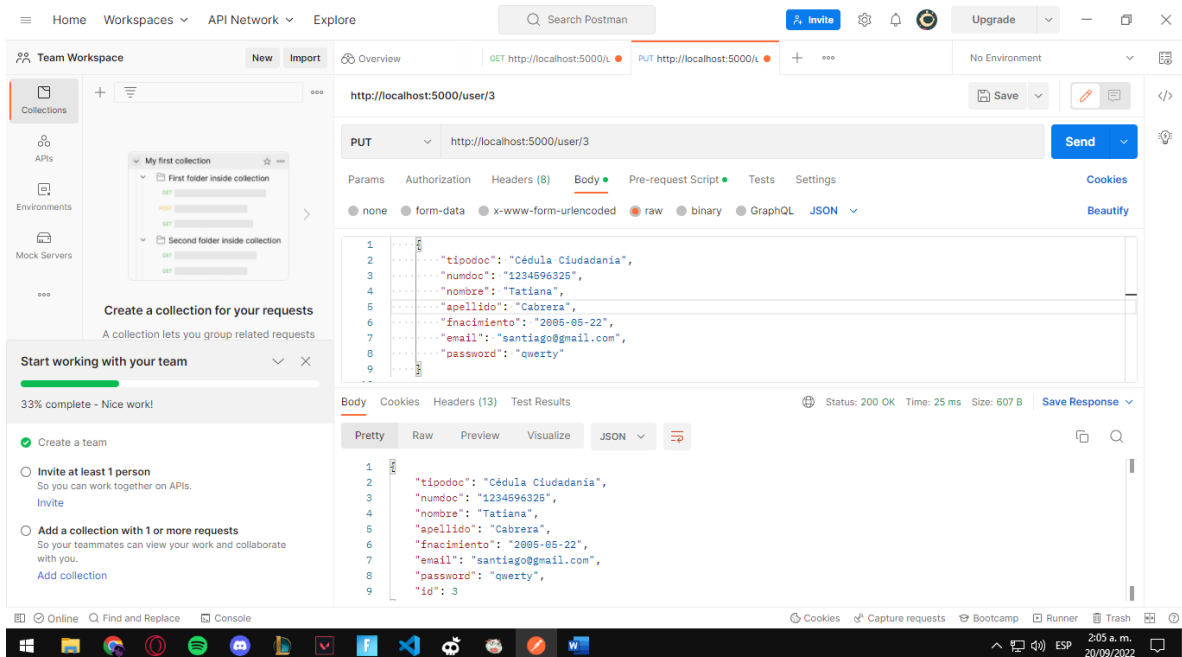 Home Workspaces API Network Explore Search Postman Invite Upgrade
Team Workspace New Import Overview GET http://localhost:5000/u PUT http://localhost:5000/u No Environment
Collections
APIs
Environments
Mock Servers
My first collection
First folder inside collection
GET
POST
GET
Second folder inside collection
GET
GET
Create a collection for your requests
A collection lets you group related requests
Start working with your team
33% complete - Nice work!
Create a team
Invite at least 1 person
So you can work together on APIs.
Invite
Add a collection with 1 or more requests
So your teammates can view your work and collaborate
with you.
Add collection
http://localhost:5000/user/3 Save
PUT http://localhost:5000/user/3 Send
Params Authorization Headers (8) Body Pre-request Script Tests Settings Cookies
none form-data x-www-form-urlencoded raw binary GraphQL JSON Beautify
1 {
2 "tipodoc": "Cédula Ciudadania",
3 "numdoc": "1234596325",
4 "nombre": "Tatiana",
5 "apellido": "Cabrera",
6 "fnacimiento": "2005-05-22",
7 "email": "santiago@gmail.com",
8 "password": "qwerty"
9 }
Body Cookies Headers (13) Test Results Status: 200 OK Time: 25 ms Size: 607 B Save Response
Pretty Raw Preview Visualize JSON
1 {
2 "tipodoc": "Cédula Ciudadania",
3 "numdoc": "1234596325",
4 "nombre": "Tatiana",
5 "apellido": "Cabrera",
6 "fnacimiento": "2005-05-22",
7 "email": "santiago@gmail.com",
8 "password": "qwerty",
9 "id": 3
Online Find and Replace Console Cookies Capture requests Bootcamp Runner Trash
ESP 2:05 a. m.
20/09/2022